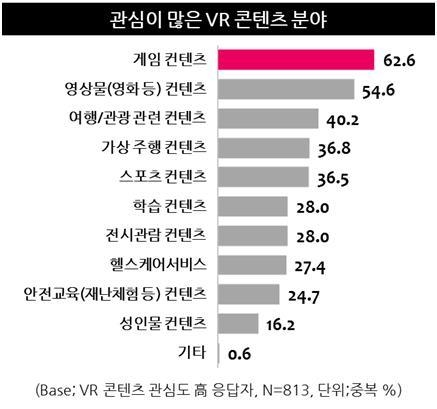 관심이 많은 VR 콘텐츠 분야
게임 컨텐츠 62.6
영상물(영화 등) 컨텐츠 54.6
여행/관광 관련 컨텐츠 40.2
가상 주행 컨텐츠 36.8
스포츠 컨텐츠 36.5
학습 컨텐츠 28.0
전시관람 컨텐츠 28.0
헬스케어서비스 27.4
안전교육(재난체험 등) 컨텐츠 24.7
성인물 컨텐츠 16.2
기타 0.6
(Base; VR 콘텐츠 관심도 高 응답자, N=813, 단위;중복 %)